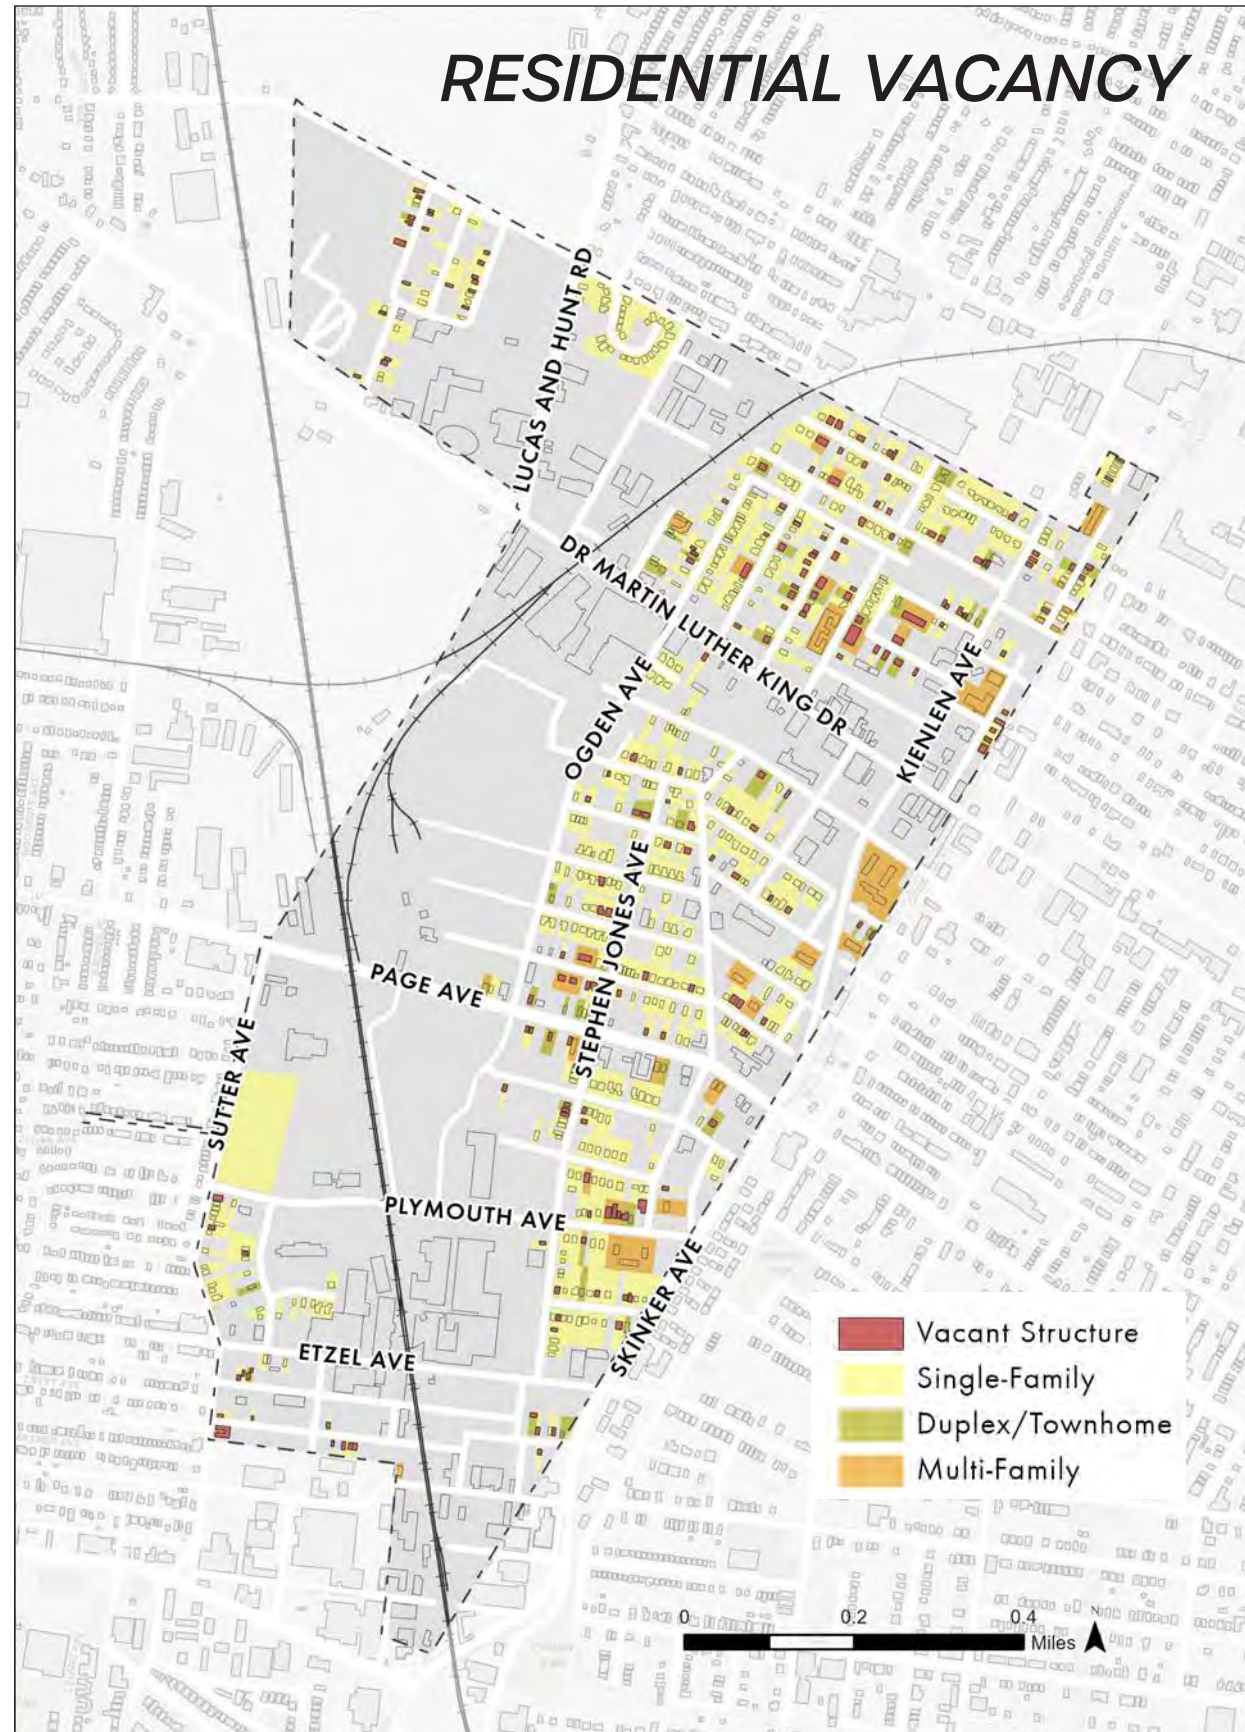 RESIDENTIAL VACANCY
LUCAS AND HUNT RD
DR MARTIN LUTHER KING DR
OGDEN AVE
KIENLEN AVE
STEPHEN JONES AVE
PAGE AVE
SUTTER AVE
PLYMOUTH AVE
SKINKER AVE
ETZEL AVE
Vacant Structure
Single-Family
Duplex/Townhome
Multi-Family
0 0.2 0.4
Miles
N